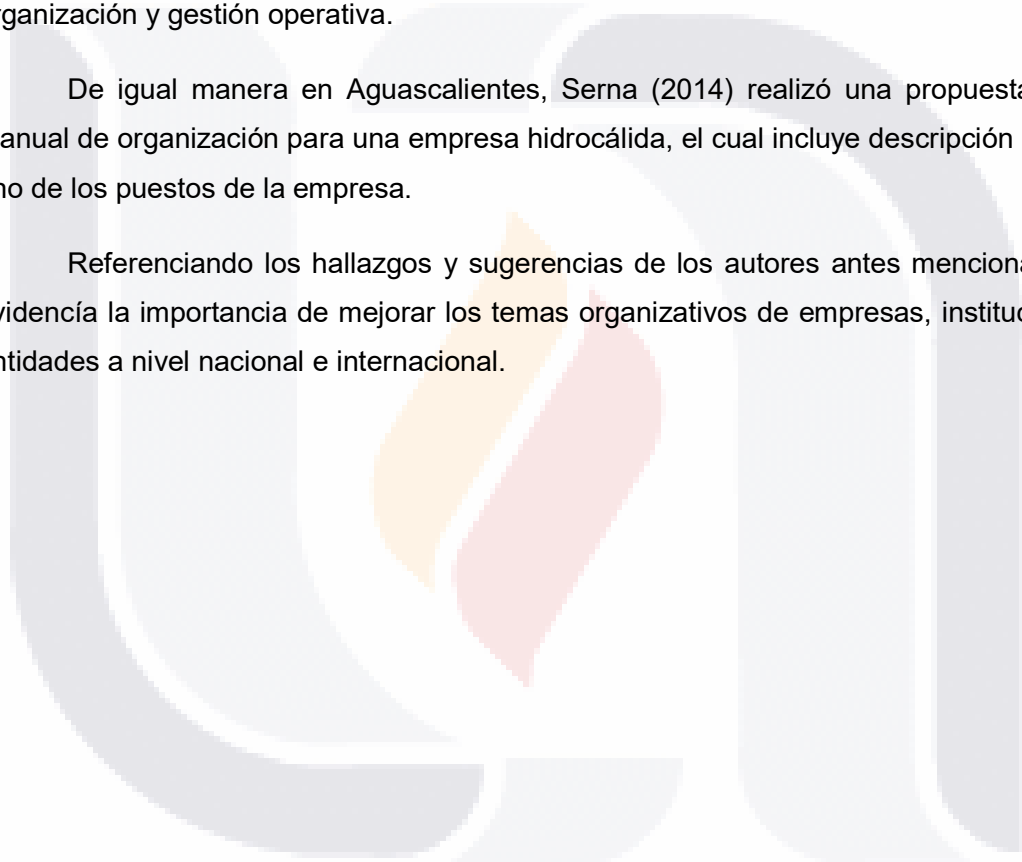 rganización y gestión operativa.
De igual manera en Aguascalientes, Serna (2014) realizó una propuesta
anual de organización para una empresa hidrocálida, el cual incluye descripción
no de los puestos de la empresa.
Referenciando los hallazgos y sugerencias de los autores antes menciona
videncía la importancia de mejorar los temas organizativos de empresas, instituc
ntidades a nivel nacional e internacional.